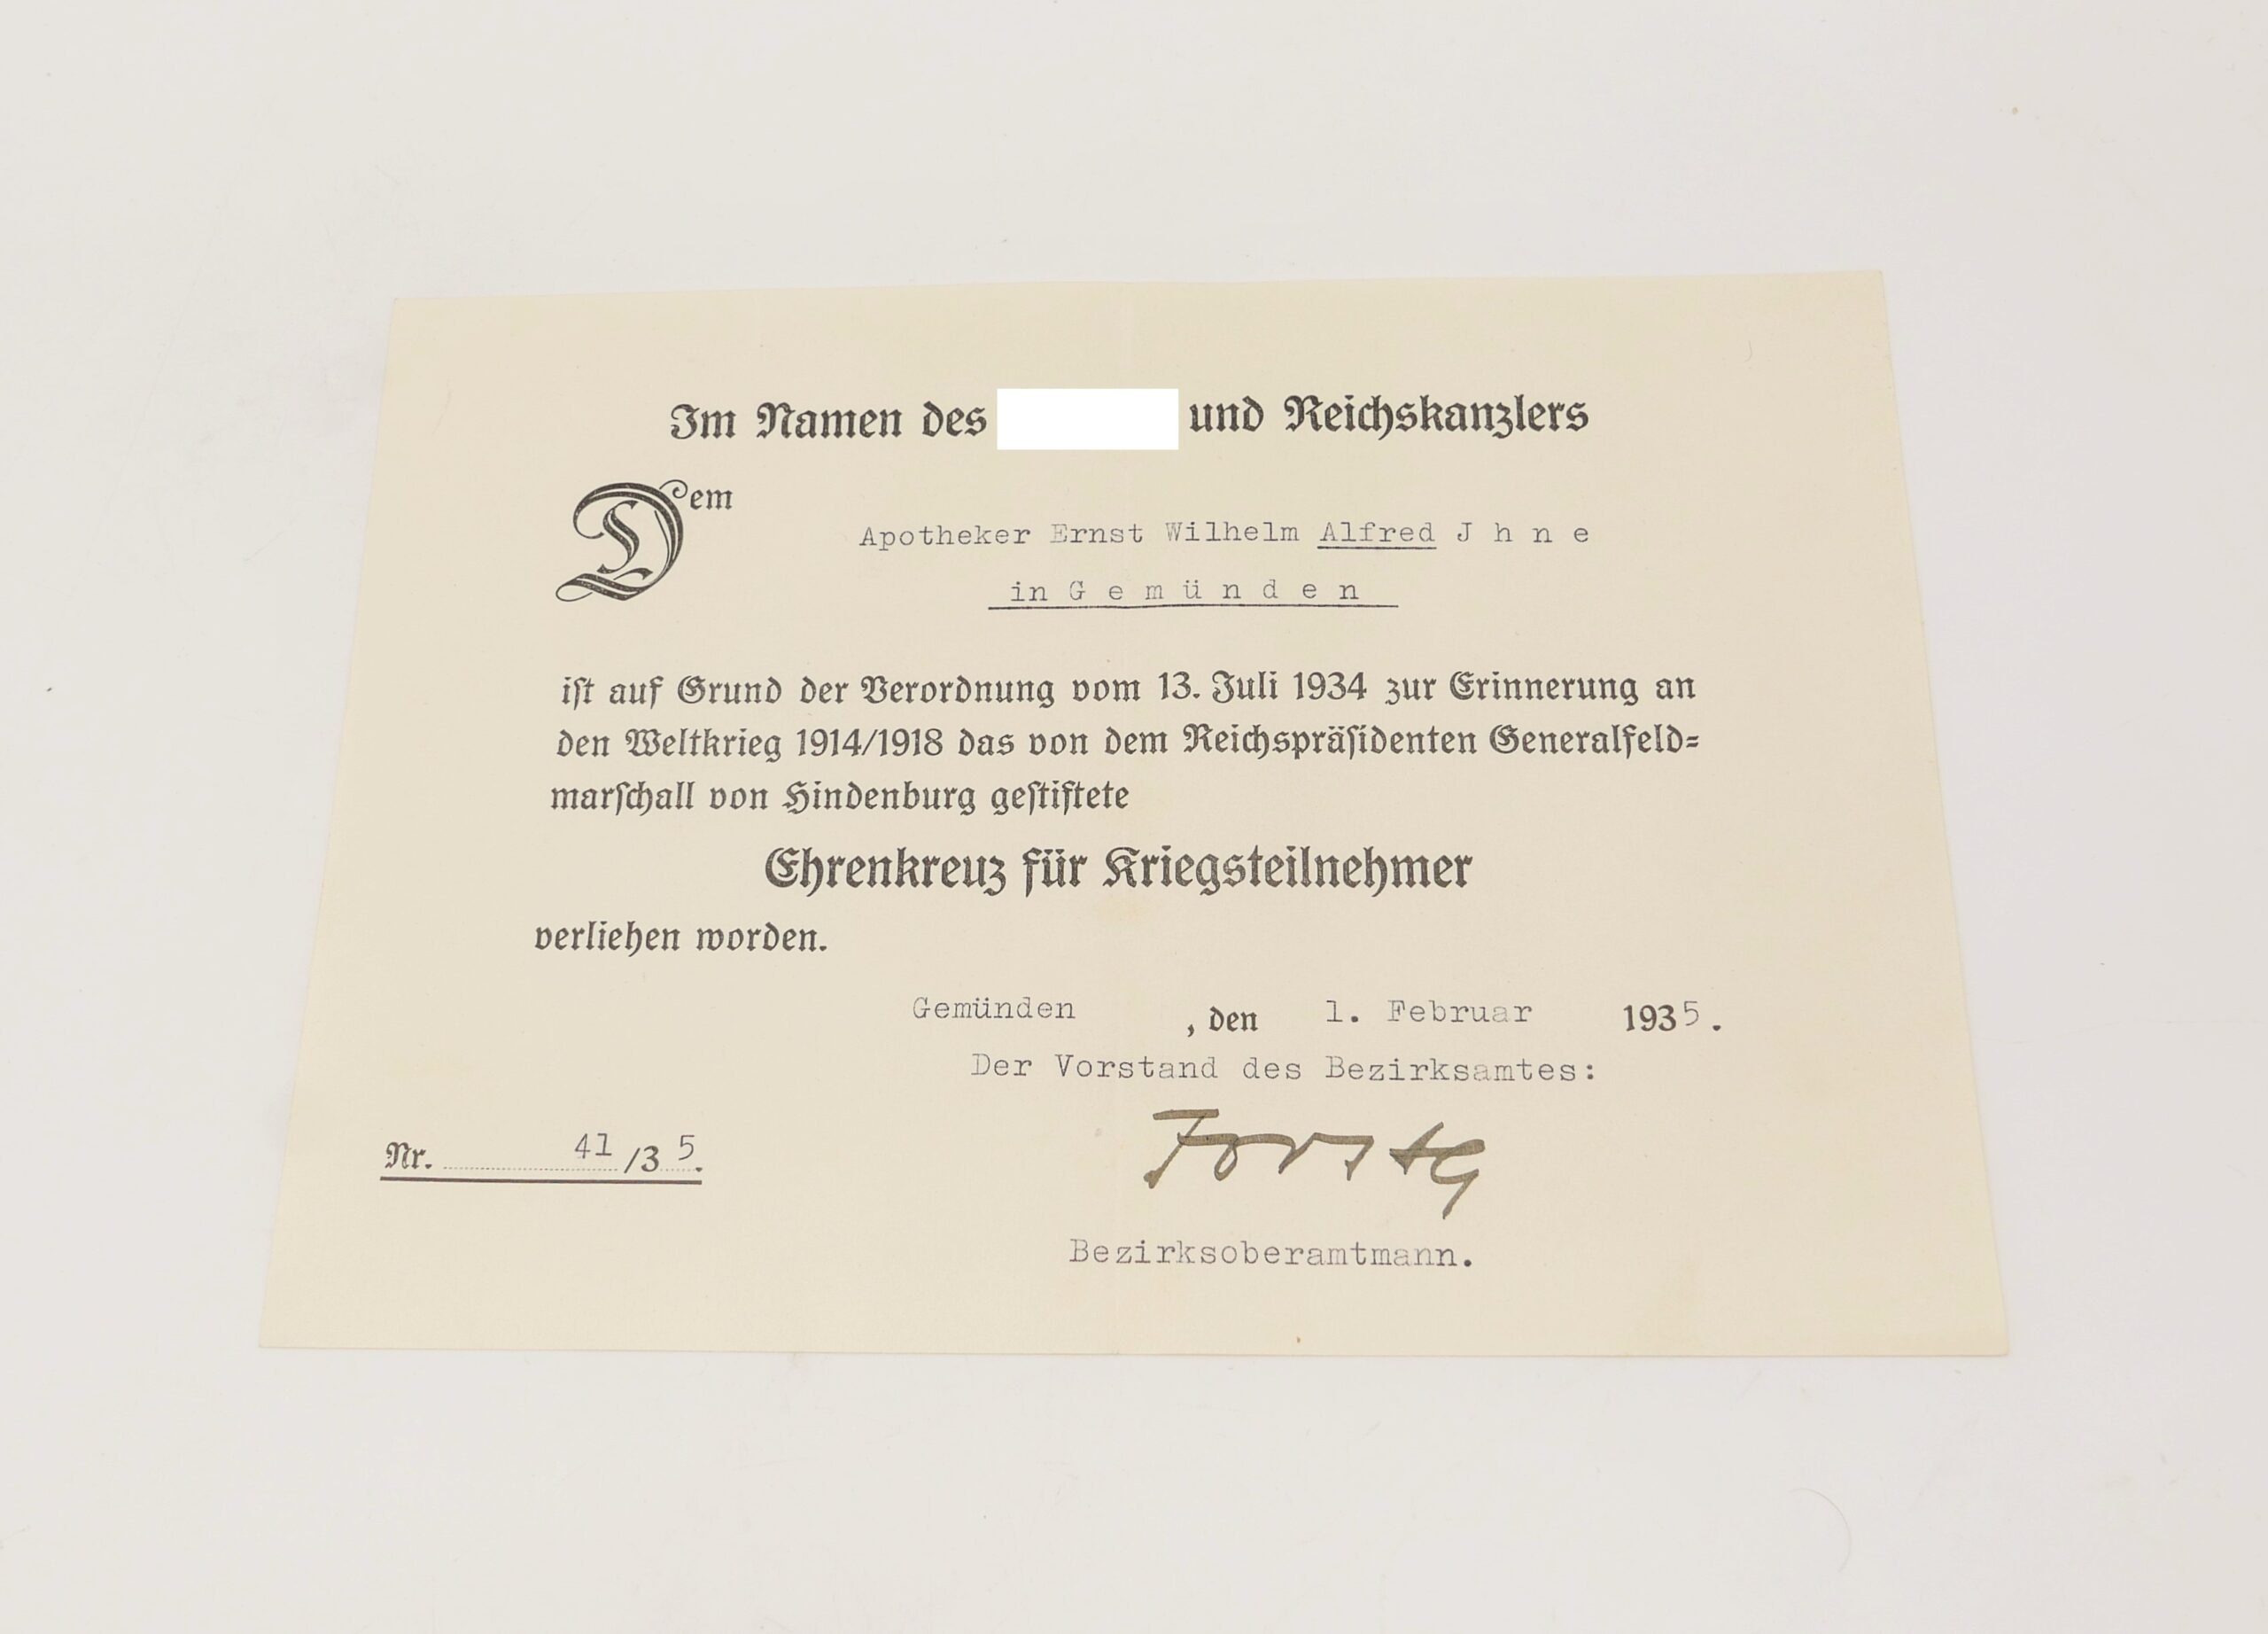 Im Namen des und Reichskanzlers
Dem
Apotheker Ernst Wilhelm Alfred J h n e
in G e m ü n d e n
iſt auf Grund der Verordnung vom 13. Juli 1934 zur Erinnerung an
den Weltkrieg 1914/1918 das von dem Reichspräſidenten Generalfeld=
marſchall von Hindenburg geſtiftete
Ehrenkreuz für Kriegsteilnehmer
verliehen worden.
Gemünden , den 1. Februar 1935.
Der Vorstand des Bezirksamtes:
Nr. 41/35.
Bezirksoberamtmann.